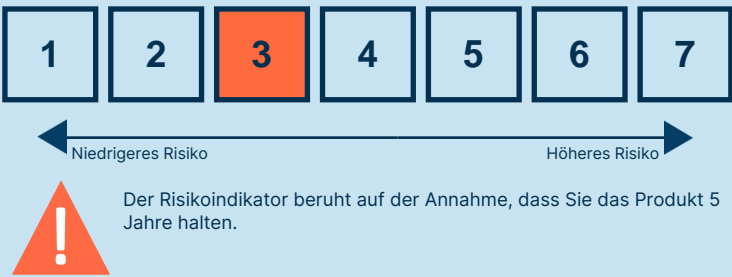 1 2 3 4 5 6 7
Niedrigeres Risiko Höheres Risiko
!
Der Risikoindikator beruht auf der Annahme, dass Sie das Produkt 5
Jahre halten.